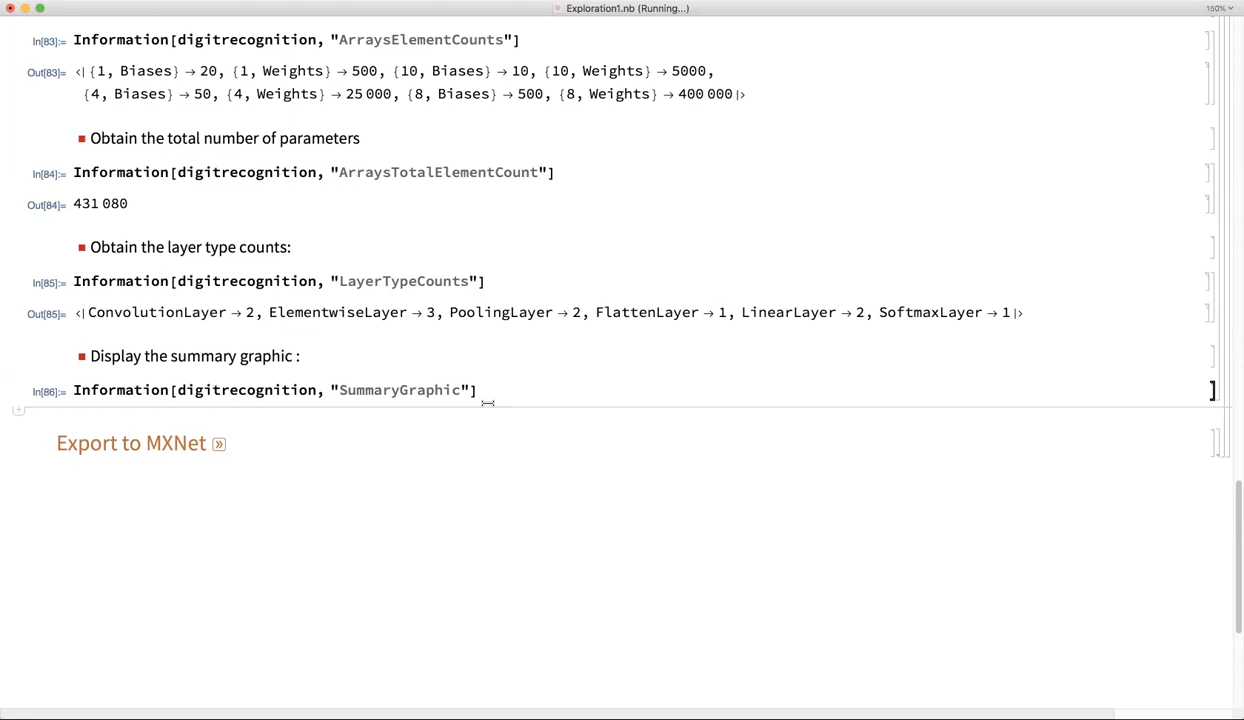 Exploration1.nb (Running...)
150%
In[83]:= Information[digitrecognition, "ArraysElementCounts"]
Out[83]= <|{1, Biases} → 20, {1, Weights} → 500, {10, Biases} → 10, {10, Weights} → 5000,
{4, Biases} → 50, {4, Weights} → 25 000, {8, Biases} → 500, {8, Weights} → 400 000|>
■ Obtain the total number of parameters
In[84]:= Information[digitrecognition, "ArraysTotalElementCount"]
Out[84]= 431 080
■ Obtain the layer type counts:
In[85]:= Information[digitrecognition, "LayerTypeCounts"]
Out[85]= <|ConvolutionLayer → 2, ElementwiseLayer → 3, PoolingLayer → 2, FlattenLayer → 1, LinearLayer → 2, SoftmaxLayer → 1|>
■ Display the summary graphic :
In[86]:= Information[digitrecognition, "SummaryGraphic"]
Export to MXNet »